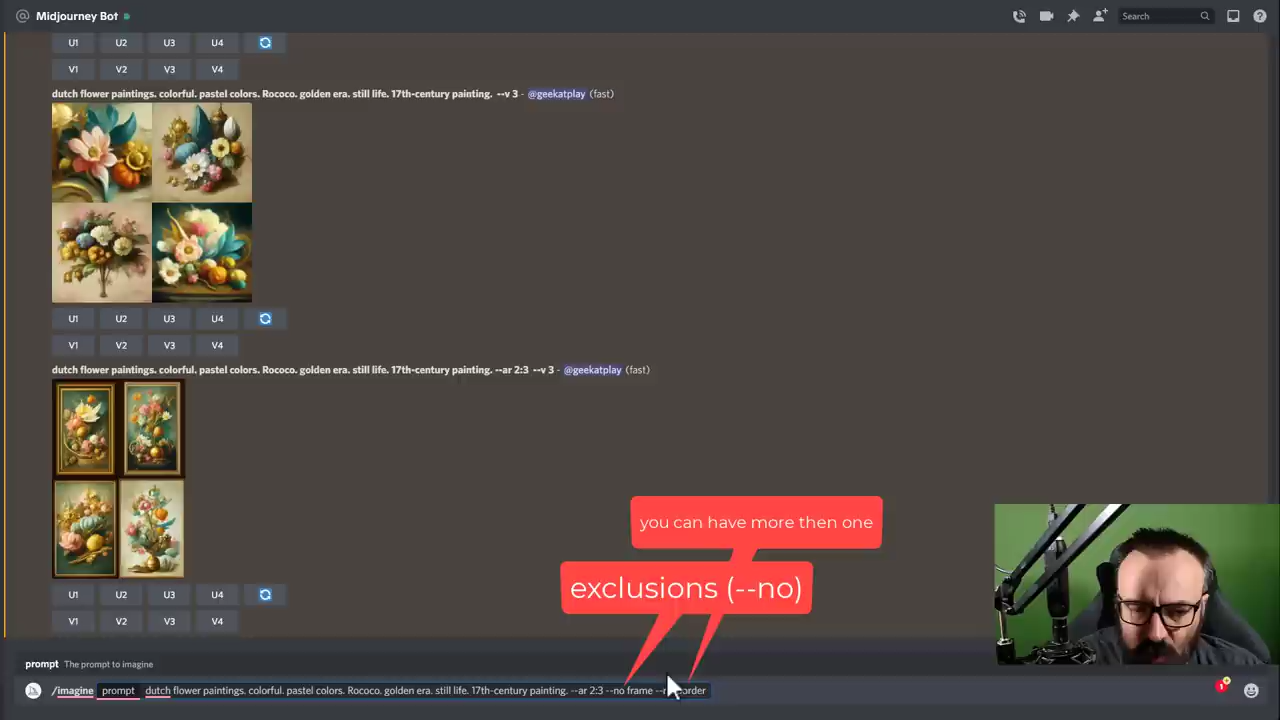 Midjourney Bot
Search
U1 U2 U3 U4
V1 V2 V3 V4
dutch flower paintings. colorful. pastel colors. Rococo. golden era. still life. 17th-century painting. --v 3 - @geekatplay (fast)
U1 U2 U3 U4
V1 V2 V3 V4
dutch flower paintings. colorful. pastel colors. Rococo. golden era. still life. 17th-century painting. --ar 2:3 --v 3 - @geekatplay (fast)
you can have more then one
exclusions (--no)
U1 U2 U3 U4
V1 V2 V3 V4
prompt The prompt to imagine
/imagine prompt dutch flower paintings. colorful. pastel colors. Rococo. golden era. still life. 17th-century painting. --ar 2:3 --no frame
1